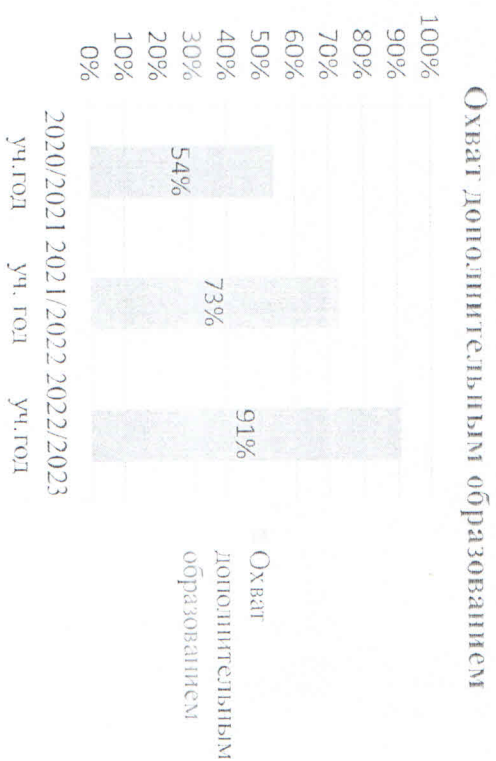 Охват дополнительным образованием
100%
90%
80%
70%
60%
50%
40%
30%
20%
10%
0%
54%
73%
91%
2020/2021 2021/2022 2022/2023
уч.год уч. год уч.год
Охват
дополнительным
образованием